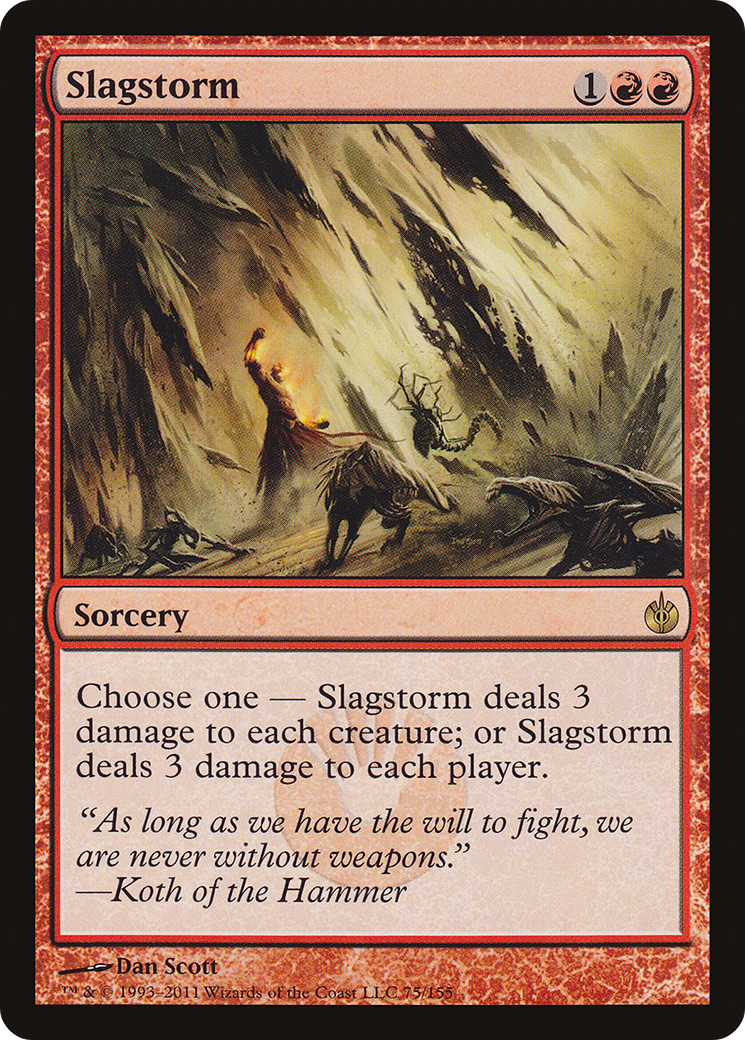 Slagstorm 1
Sorcery
Choose one — Slagstorm deals 3
damage to each creature; or Slagstorm
deals 3 damage to each player.
“As long as we have the will to fight, we
are never without weapons.”
—Koth of the Hammer
Dan Scott
™ & © 1993–2011 Wizards of the Coast LLC 75/155